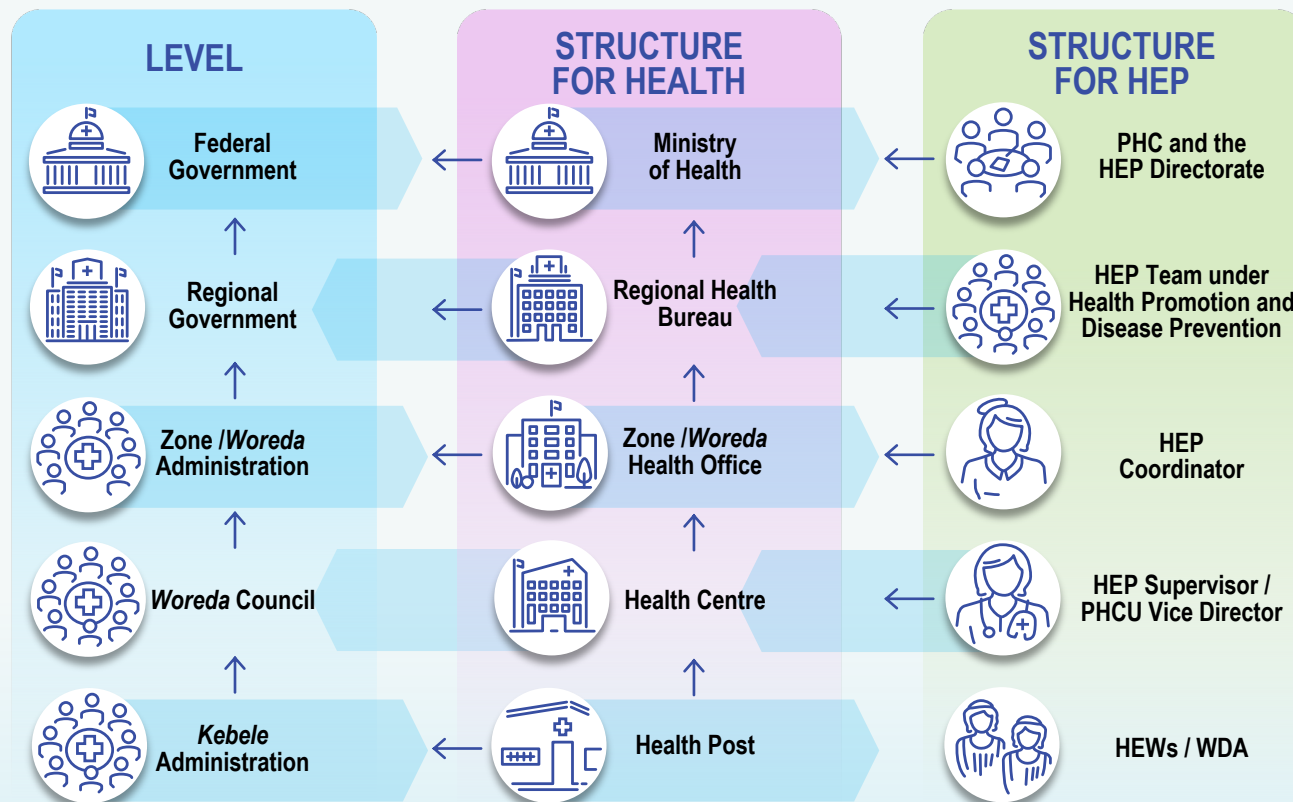 LEVEL
STRUCTURE
FOR HEALTH
STRUCTURE
FOR HEP
Federal
Government
Ministry
of Health
PHC and the
HEP Directorate
Regional
Government
Regional Health
Bureau
HEP Team under
Health Promotion and
Disease Prevention
Zone /Woreda
Administration
Zone /Woreda
Health Office
HEP
Coordinator
Woreda Council
Health Centre
HEP Supervisor /
PHCU Vice Director
Kebele
Administration
Health Post
HEWs / WDA